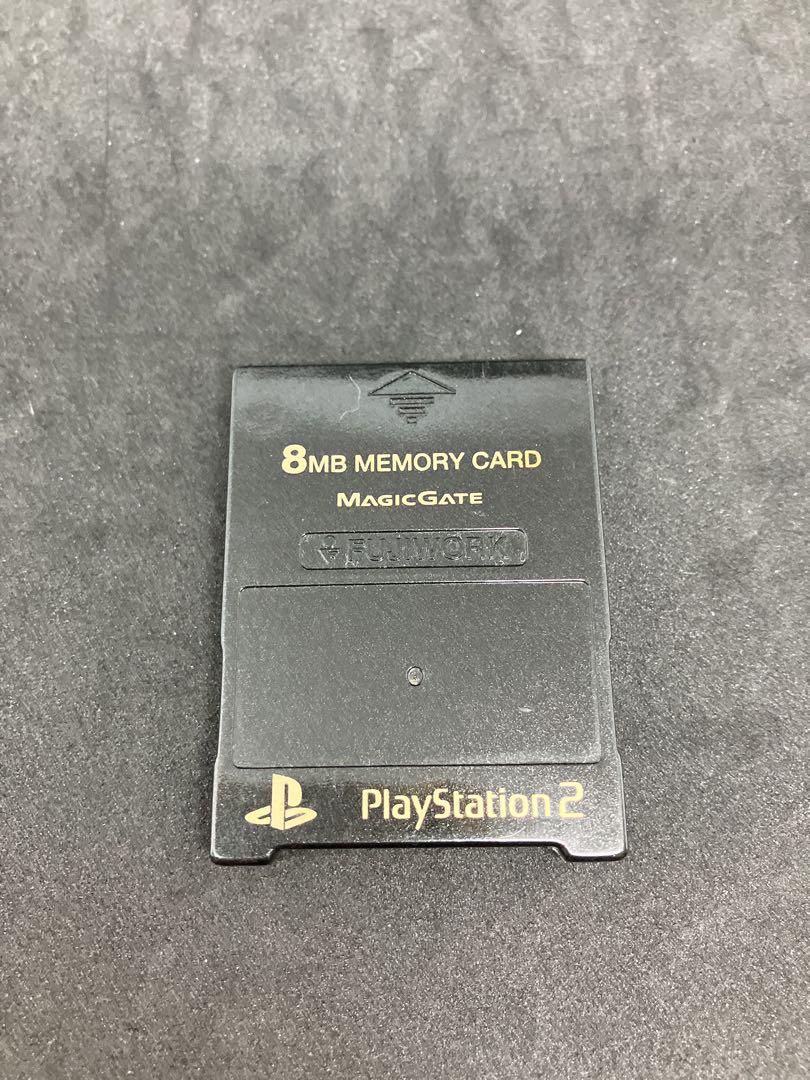 8MB MEMORY CARD
MAGICGATE
FUJIWORK
PlayStation 2